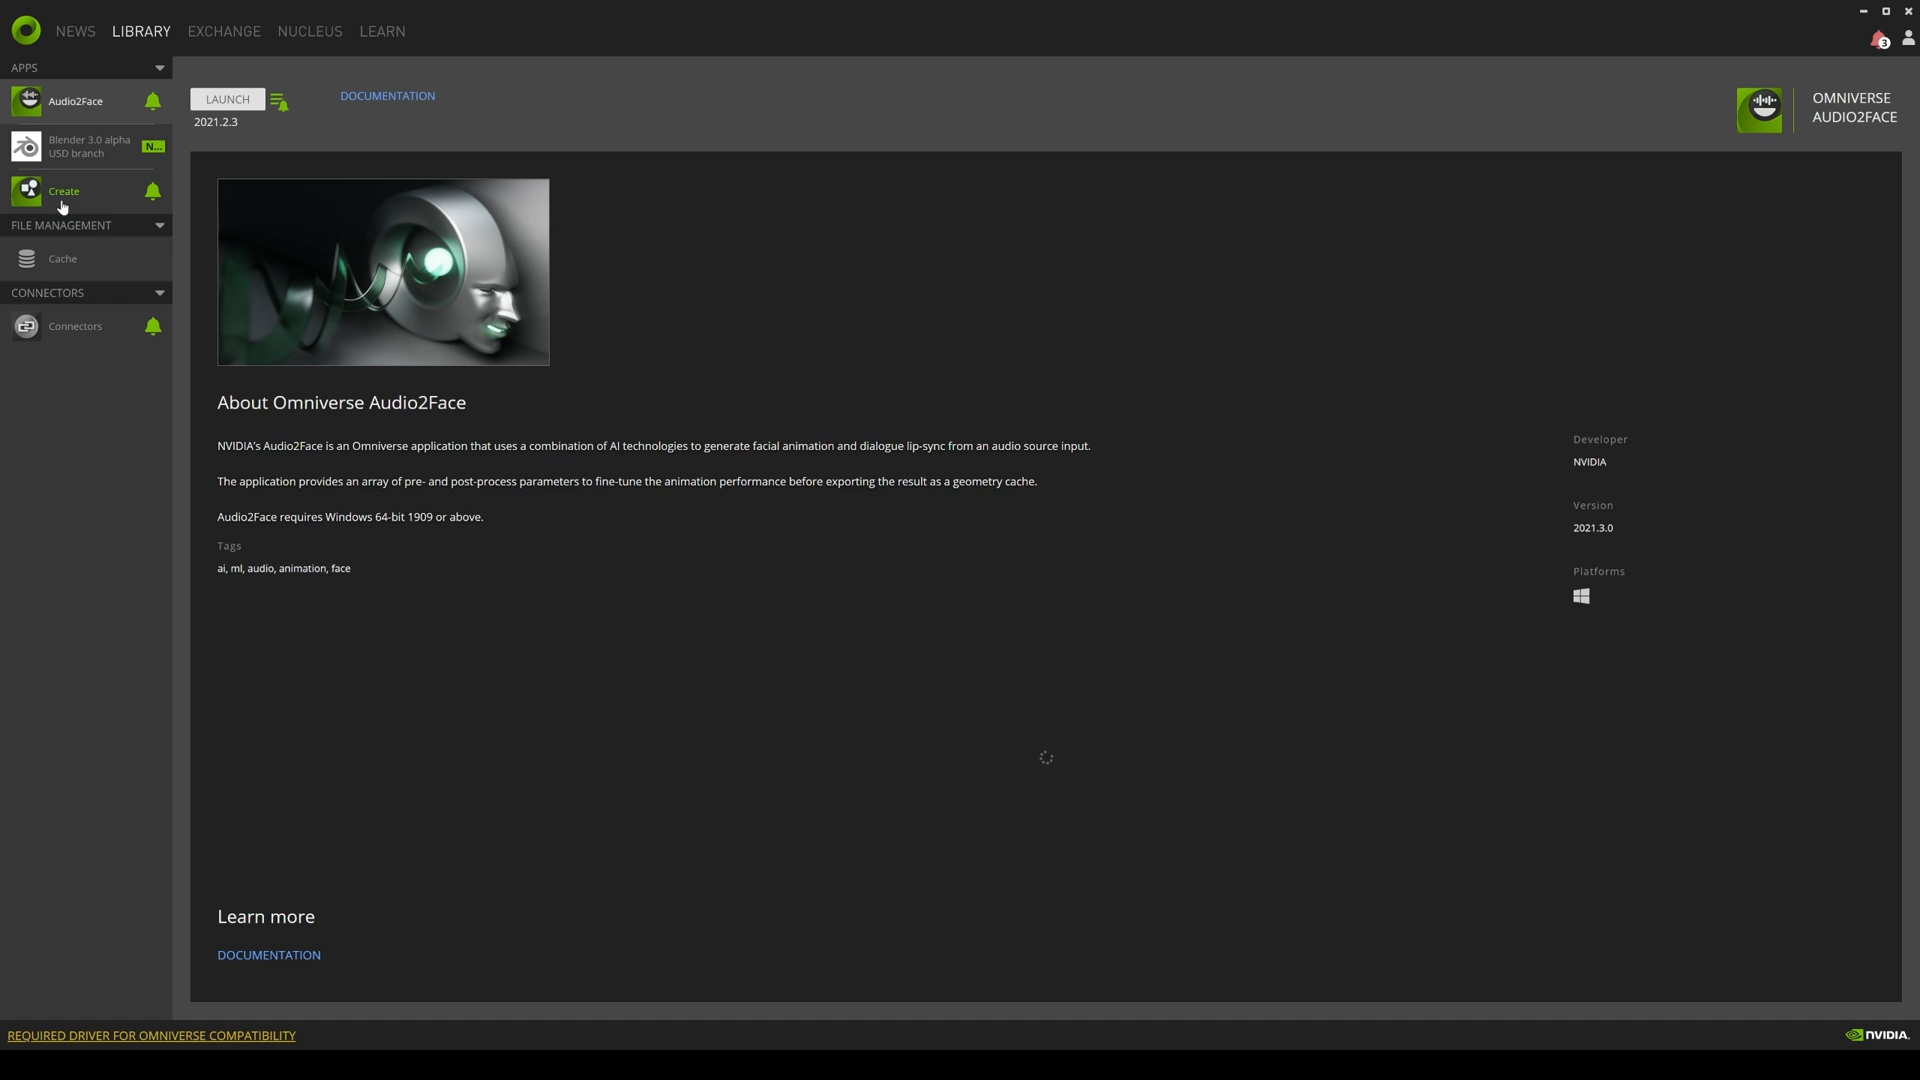 NEWS LIBRARY EXCHANGE NUCLEUS LEARN
3
APPS
Audio2Face
Blender 3.0 alpha
USD branch
N...
Create
FILE MANAGEMENT
Cache
CONNECTORS
Connectors
LAUNCH
2021.2.3
DOCUMENTATION
OMNIVERSE
AUDIO2FACE
About Omniverse Audio2Face
NVIDIA's Audio2Face is an Omniverse application that uses a combination of AI technologies to generate facial animation and dialogue lip-sync from an audio source input.
The application provides an array of pre- and post-process parameters to fine-tune the animation performance before exporting the result as a geometry cache.
Audio2Face requires Windows 64-bit 1909 or above.
Tags
ai, ml, audio, animation, face
Developer
NVIDIA
Version
2021.3.0
Platforms
Learn more
DOCUMENTATION
REQUIRED DRIVER FOR OMNIVERSE COMPATIBILITY
NVIDIA.